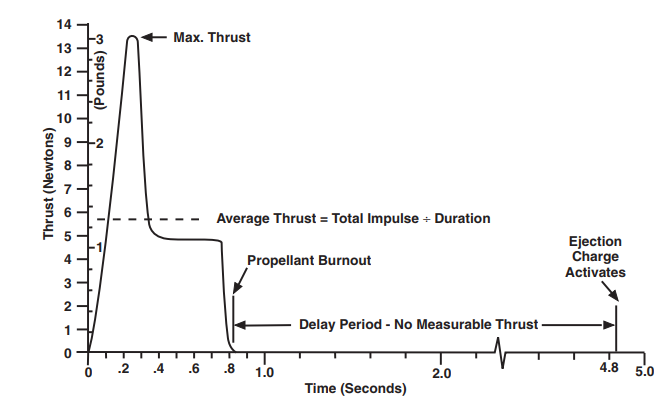 14
13
12
11
10
9
8
7
6
5
4
3
2
1
0
Thrust (Newtons)
3
2
1
(Pounds)
Max. Thrust
Average Thrust = Total Impulse ÷ Duration
Propellant Burnout
Ejection
Charge
Activates
Delay Period - No Measurable Thrust
0 .2 .4 .6 .8 1.0 2.0 4.8 5.0
Time (Seconds)